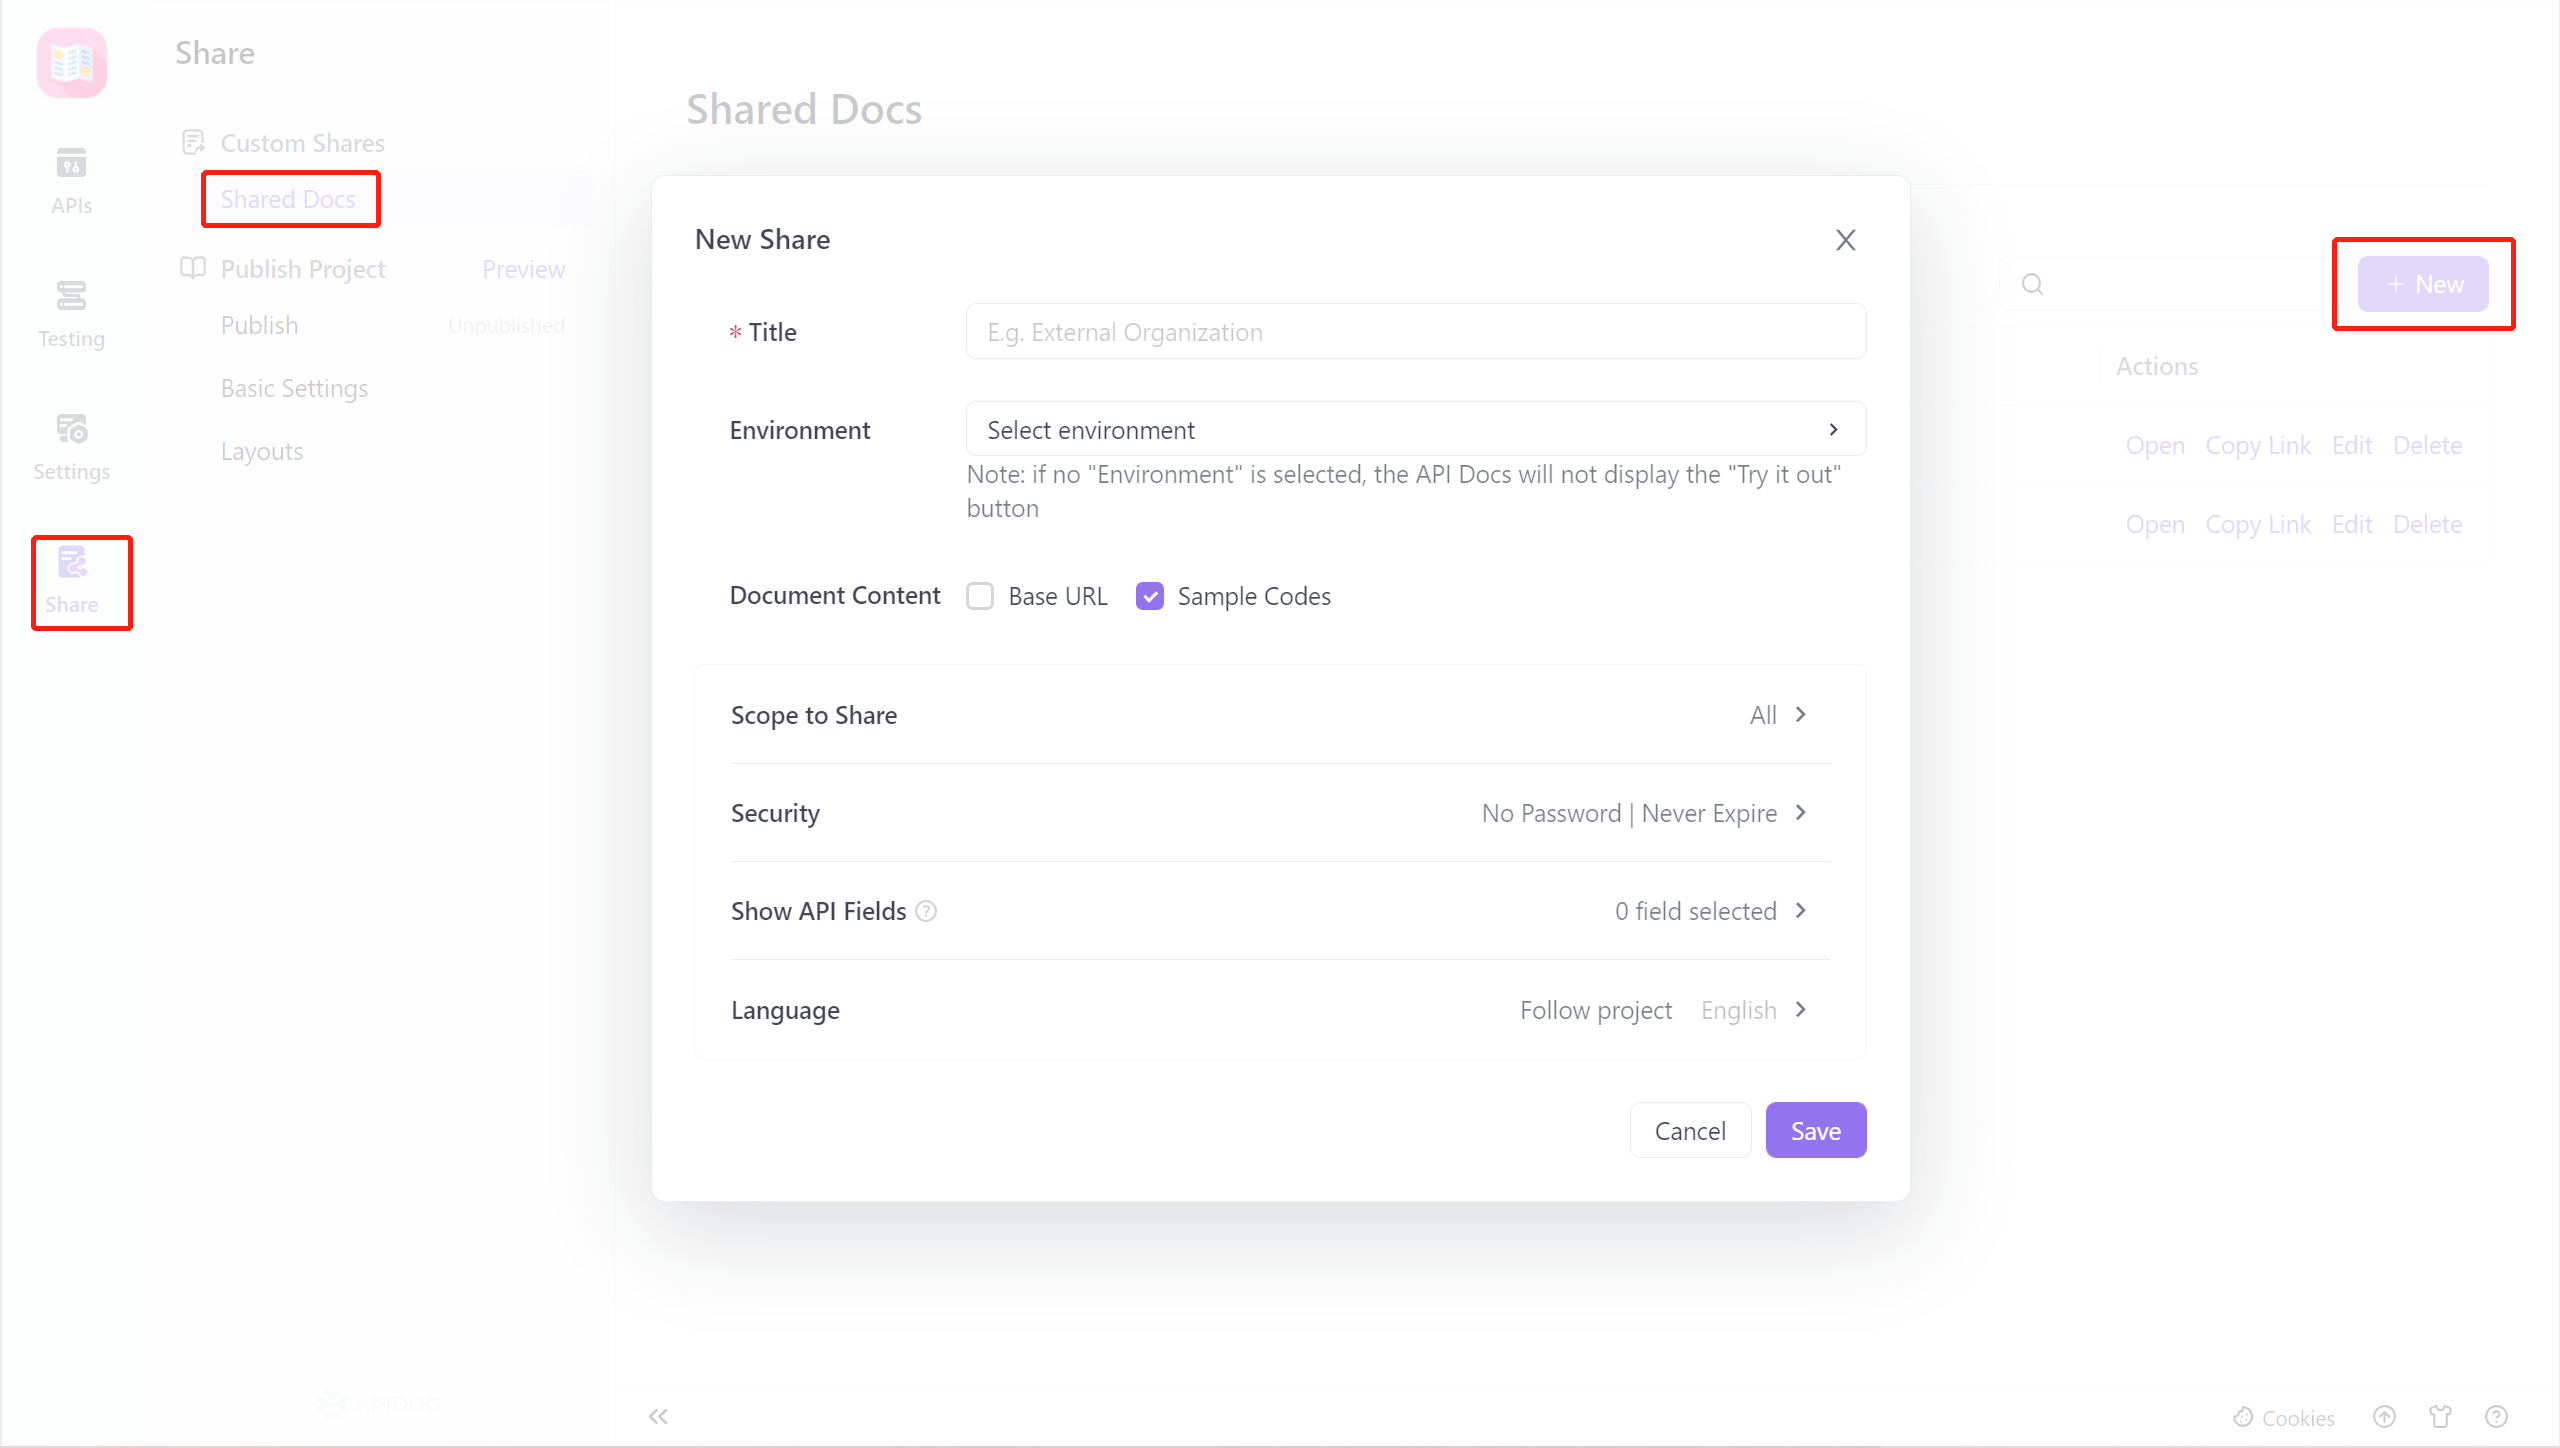 Share
Custom Shares
Shared Docs
Publish Project Preview
Publish Unpublished
Basic Settings
Layouts
APIs
Testing
Settings
Share
APIDOG
Shared Docs
+ New
Actions
Open Copy Link Edit Delete
Open Copy Link Edit Delete
New Share
* Title E.g. External Organization
Environment Select environment
Note: if no "Environment" is selected, the API Docs will not display the "Try it out"
button
Document Content Base URL Sample Codes
Scope to Share All
Security No Password | Never Expire
Show API Fields ? 0 field selected
Language Follow project English
Cancel Save
Cookies